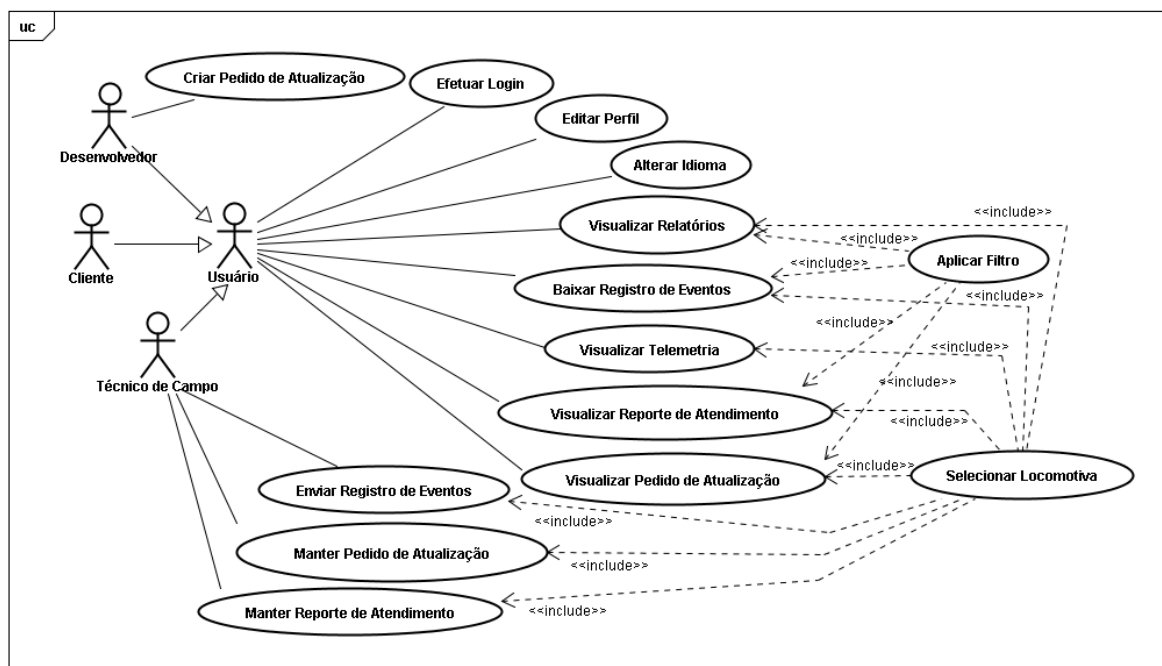 uc
Criar Pedido de Atualização
Efetuar Login
Editar Perfil
Desenvolvedor
Alterar Idioma
<<include>>
Visualizar Relatórios
<<include>>
Aplicar Filtro
<<include>>
Cliente
Usuário
Baixar Registro de Eventos
<<include>>
<<include>>
Visualizar Telemetria
<<include>>
Técnico de Campo
<<include>>
Visualizar Reporte de Atendimento
<<include>>
<<include>>
Visualizar Pedido de Atualização
Selecionar Locomotiva
Enviar Registro de Eventos
<<include>>
Manter Pedido de Atualização
<<include>>
Manter Reporte de Atendimento
<<include>>